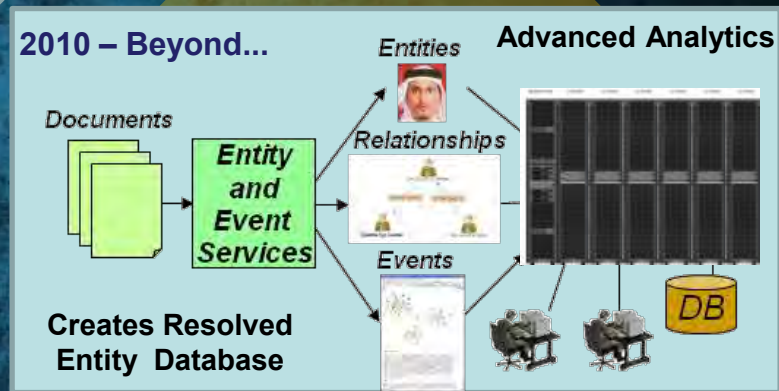 2010 – Beyond...
Entities
Advanced Analytics
Documents
Relationships
Entity
and
Event
Services
Events
DB
Creates Resolved
Entity Database